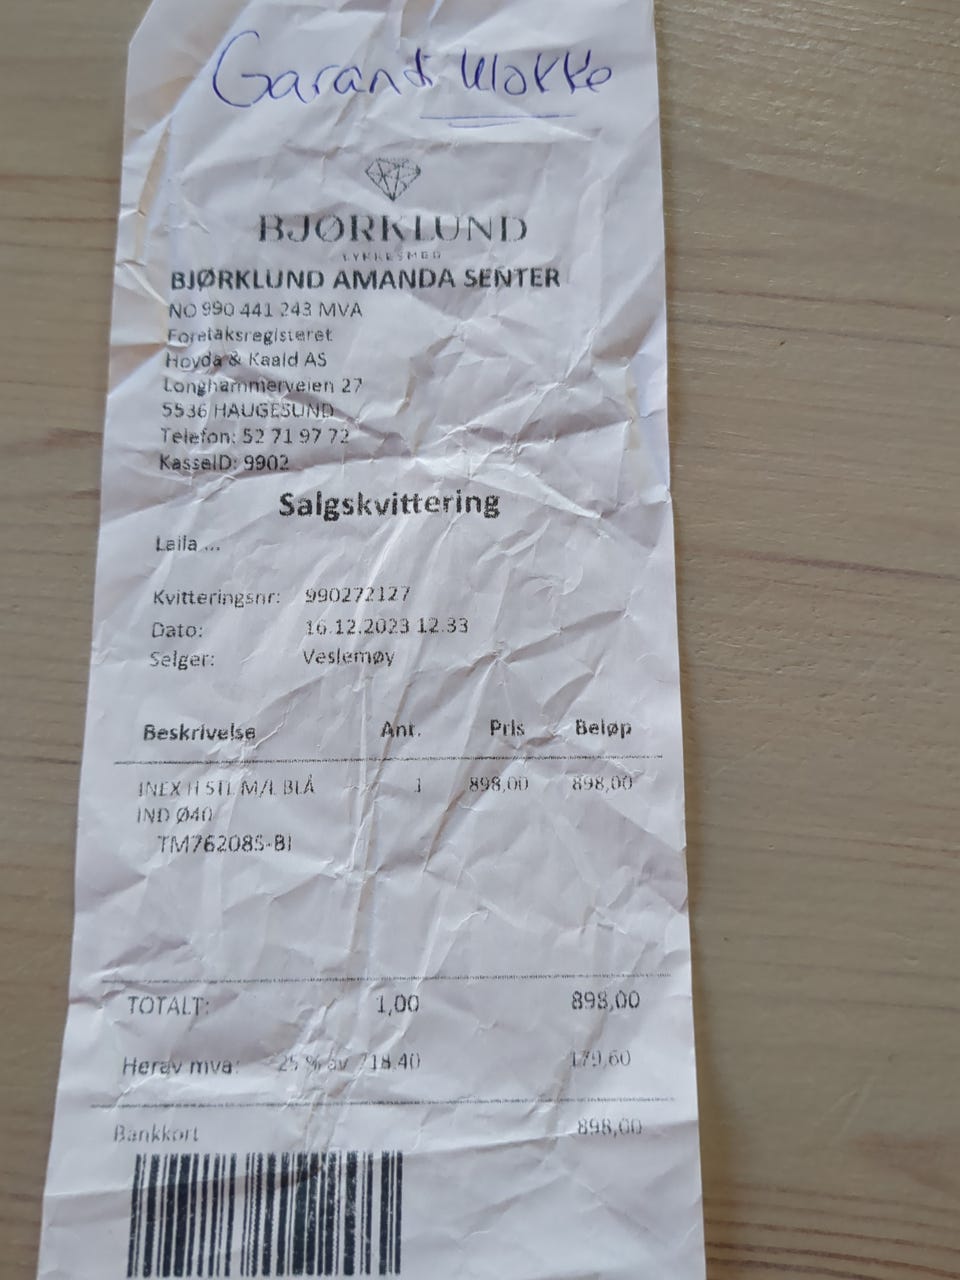 Garanti klokke
BJØRKLUND
LYKKESMED
BJØRKLUND AMANDA SENTER
NO 990 441 243 MVA
Foretaksregisteret
Hovda & Kaald AS
Longhammerveien 27
5536 HAUGESUND
Telefon: 52 71 97 72
KasseID: 9902
Salgskvittering
Laila ...
Kvitteringsnr: 990272127
Dato: 16.12.2023 12.33
Selger: Veslemøy
Beskrivelse Ant. Pris Beløp
INEX H STL M/L BLÅ 1 898,00 898,00
IND Ø40
TM76208S-BI
TOTALT: 1,00 898,00
Herav mva: 25 % av 718.40 179,60
Bankkort 898,00